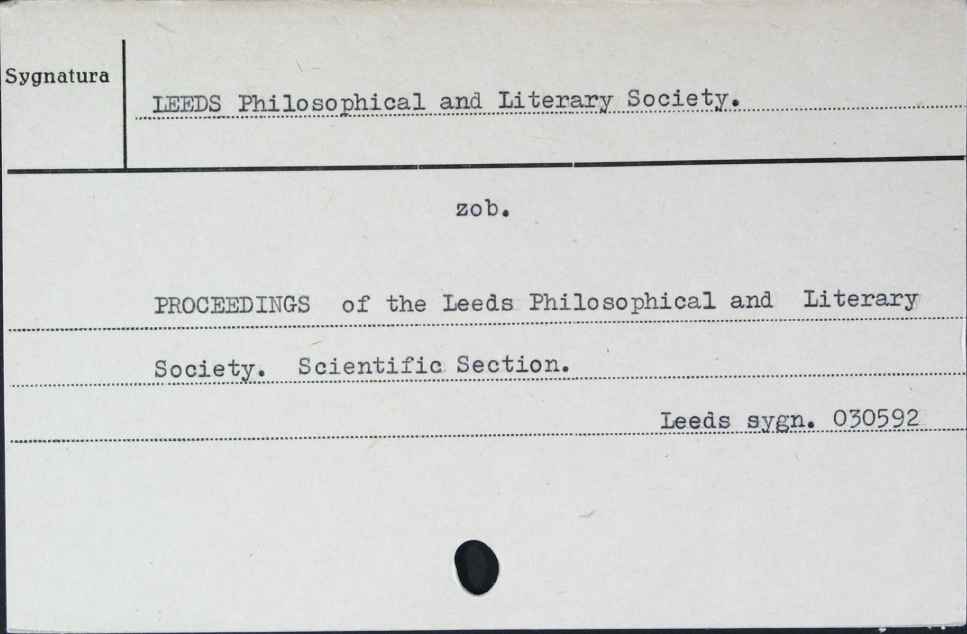 Sygnatura
LEEDS Philosophical and Literary Society.
zob.
PROCEEDINGS of the Leeds Philosophical and Literary
Society. Scientific Section.
Leeds sygn. 030592